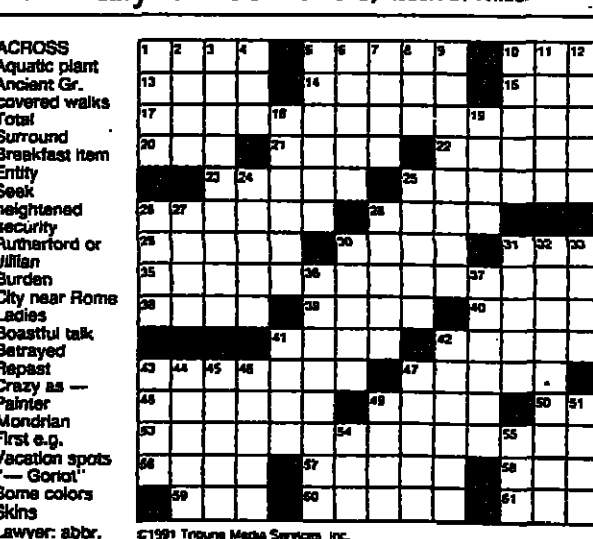 ACROSS
Aquatic plant
Ancient Gr.
covered walks
Total
Surround
Breakfast item
Entity
Seek
heightened
security
Rutherford or
Jillian
Burden
City near Rome
Ladies
Boastful talk
Betrayed
Repast
Crazy as —
Painter
Mondrian
First e.g.
Vacation spots
"— Goriot"
Some colors
Skins
Lawyer: abbr.
1 2 3 4 5 6 7 8 9 10 11 12
13 14 15
17 18 19
20 21 22
23 24 25
26 27 28
29 30 31 32 33
35 36 37
38 39 40
41 42
43 44 45 46 47
48 49 50 51
53 54 55
56 57 58
59 60 61
©1991 Tribune Media Services, Inc.